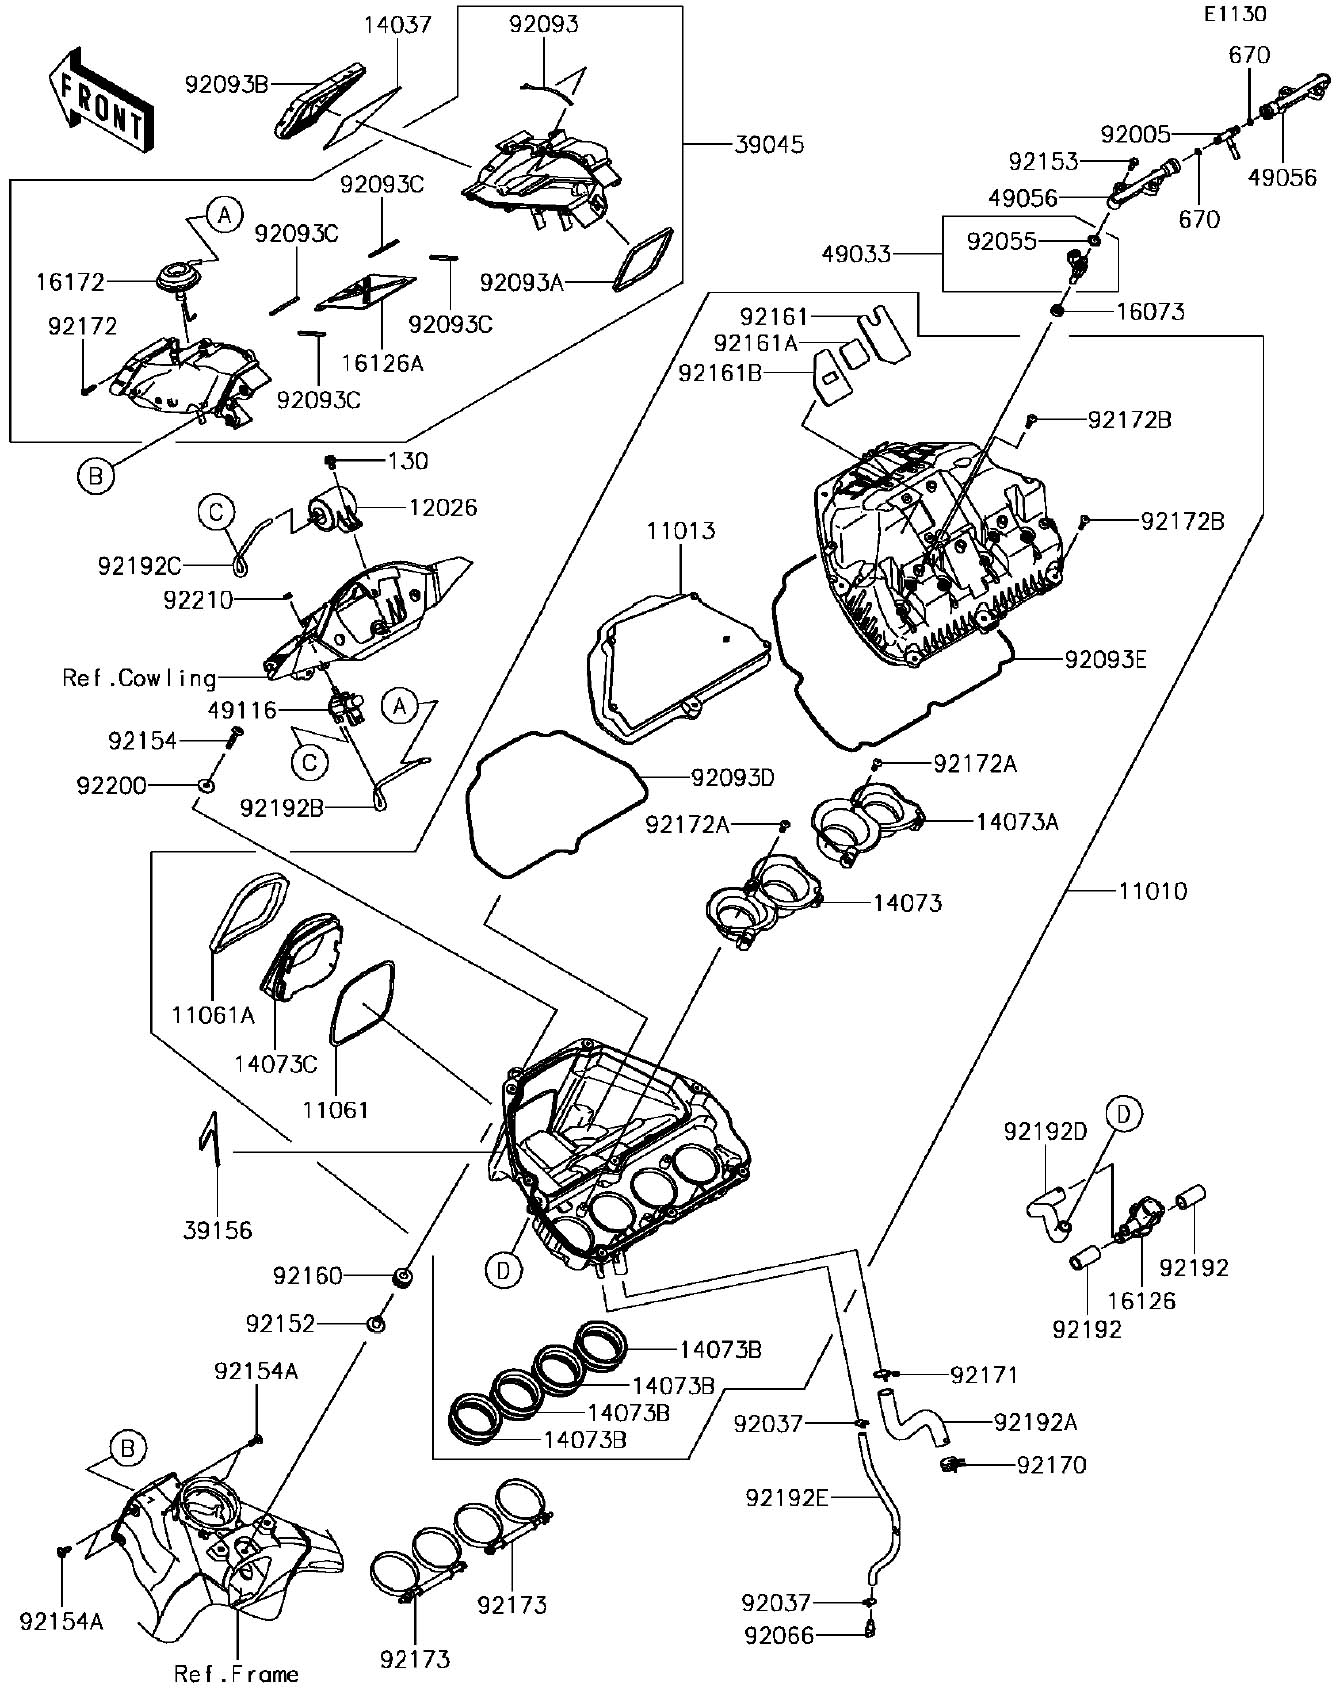 E1130
14037
92093
670
92093B
FRONT
92005
39045
92153
92093C
49056
49056
670
A
92093C
92055
49033
16172
92093A
92161
16073
92172
92093C
92161A
16126A
92161B
92093C
92172B
B
130
C
12026
92172B
11013
92192C
92210
92093E
Ref.Cowling
49116
A
92154
C
92172A
92200
92093D
92192B
92172A
14073A
11010
14073
11061A
14073C
11061
D
92192D
39156
92160
D
92192
16126
92152
92192
14073B
92154A
92171
14073B
14073B
92037
92192A
14073B
B
92170
92192E
92173
92037
92154A
92066
92173
Ref.Frame